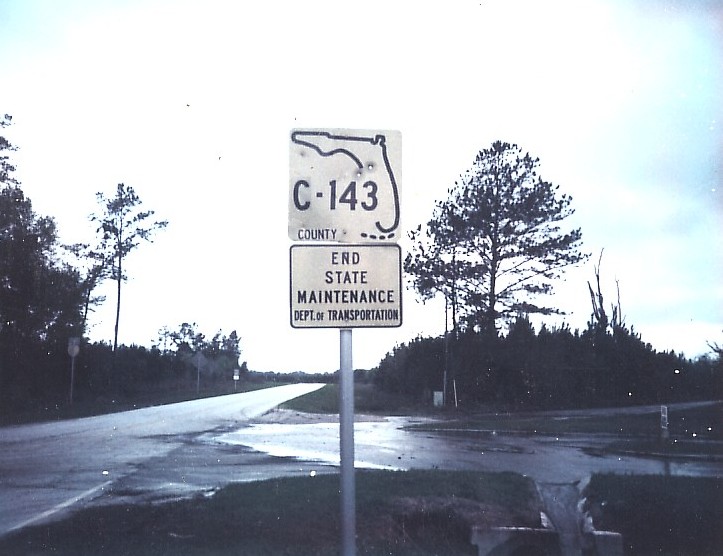 C-143
COUNTY
END
STATE
MAINTENANCE
DEPT. OF TRANSPORTATION